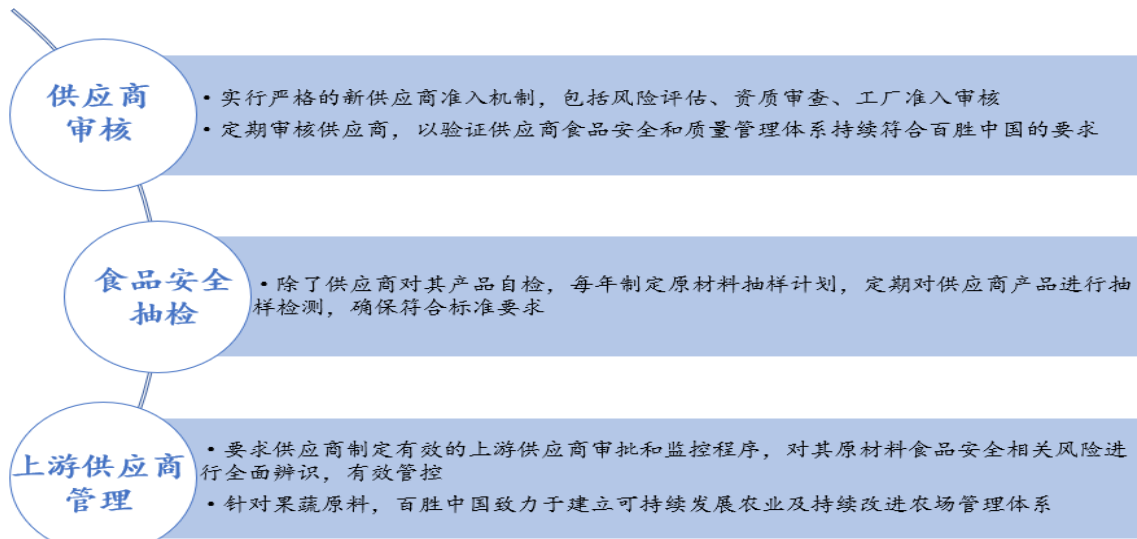 供应商
审核
•实行严格的新供应商准入机制，包括风险评估、资质审查、工厂准入审核
•定期审核供应商，以验证供应商食品安全和质量管理体系持续符合百胜中国的要求
食品安全
抽检
•除了供应商对其产品自检，每年制定原材料抽样计划，定期对供应商产品进行抽
样检测，确保符合标准要求
上游供应商
管理
•要求供应商制定有效的上游供应商审批和监控程序，对其原材料食品安全相关风险进
行全面辨识，有效管控
•针对果蔬原料，百胜中国致力于建立可持续发展农业及持续改进农场管理体系